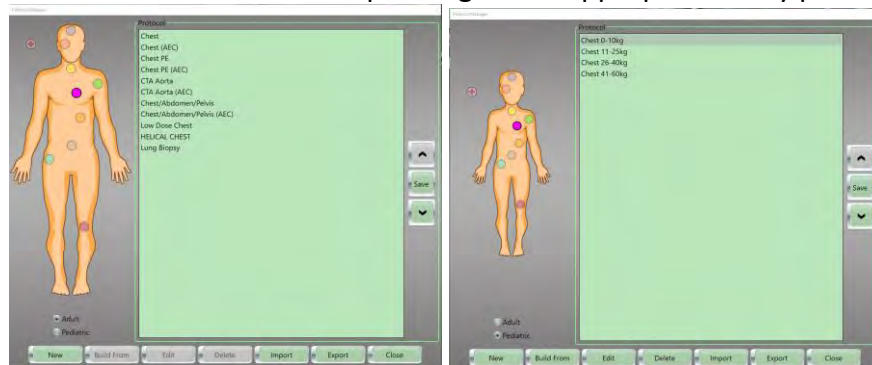 Protocol
Chest
Chest (AEC)
Chest PE
Chest PE (AEC)
CTA Aorta
CTA Aorta (AEC)
Chest/Abdomen/Pelvis
Chest/Abdomen/Pelvis (AEC)
Low Dose Chest
HELICAL CHEST
Lung Biopsy
Save
Adult
Pediatric
New
Build From
Edit
Delete
Import
Export
Close
Protocol
Chest 0-10kg
Chest 11-25kg
Chest 26-40kg
Chest 41-60kg
Save
Adult
Pediatric
New
Build From
Edit
Delete
Import
Export
Close